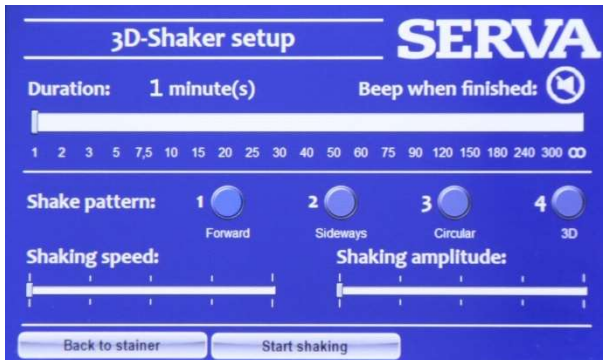 3D-Shaker setup
SERVA
Duration: 1 minute(s) Beep when finished:
1 2 3 5 7,5 10 15 20 25 30 40 50 60 75 90 120 150 180 240 300 ∞
Shake pattern: 1 2 3 4
Forward Sideways Circular 3D
Shaking speed: Shaking amplitude:
Back to stainer Start shaking